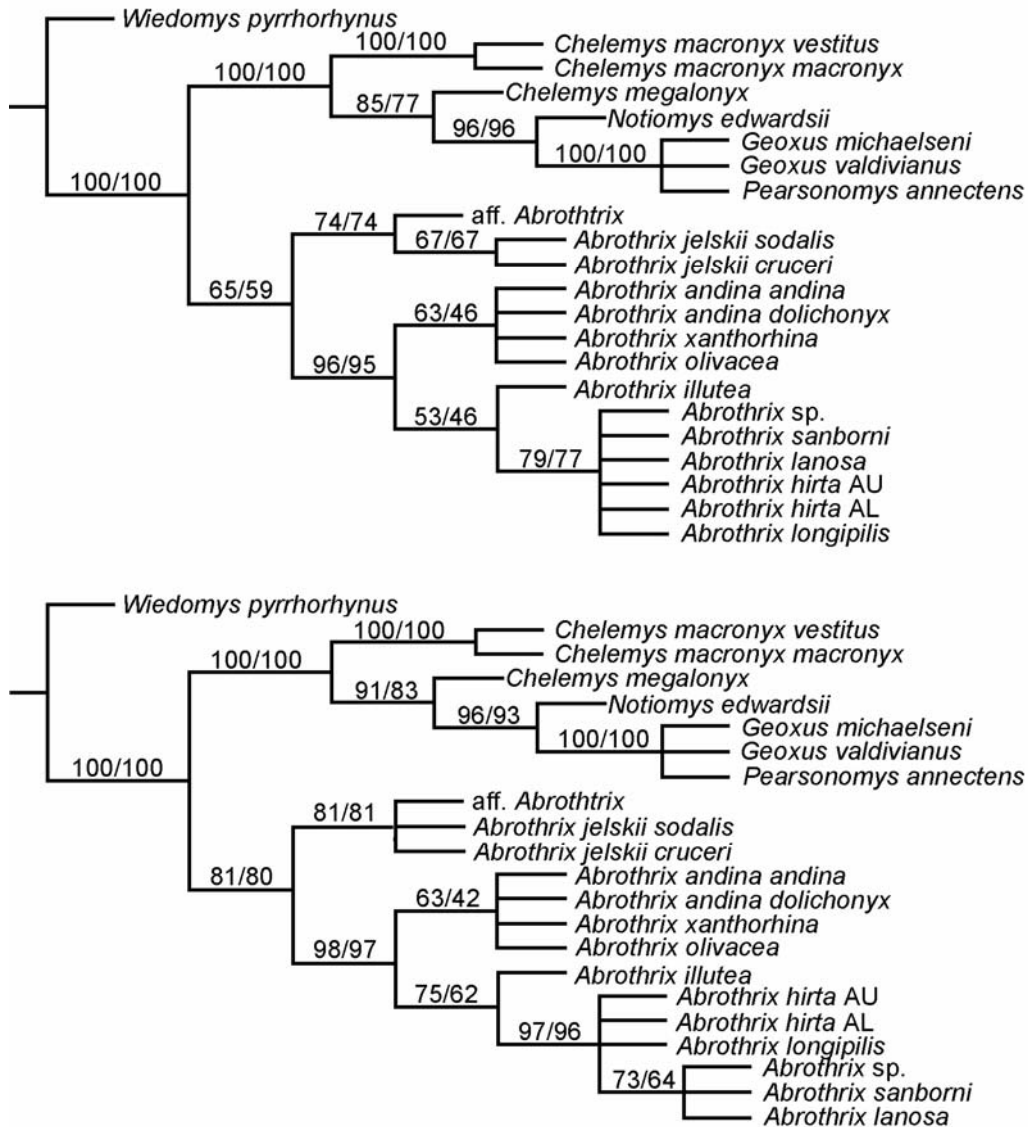 Wiedomys pyrrhorhynus
100/100
Chelemys macronyx vestitus
100/100
Chelemys macronyx macronyx
85/77
Chelemys megalonyx
96/96
Notiomys edwardsii
Geoxus michaelseni
100/100
Geoxus valdivianus
100/100
Pearsonomys annectens
74/74
aff. Abrothtrix
67/67
Abrothrix jelskii sodalis
Abrothrix jelskii cruceri
65/59
Abrothrix andina andina
63/46
Abrothrix andina dolichonyx
Abrothrix xanthorhina
96/95
Abrothrix olivacea
Abrothrix illutea
53/46
Abrothrix sp.
Abrothrix sanborni
79/77
Abrothrix lanosa
Abrothrix hirta AU
Abrothrix hirta AL
Abrothrix longipilis
Wiedomys pyrrhorhynus
100/100
Chelemys macronyx vestitus
100/100
Chelemys macronyx macronyx
91/83
Chelemys megalonyx
96/93
Notiomys edwardsii
Geoxus michaelseni
100/100
Geoxus valdivianus
100/100
Pearsonomys annectens
81/81
aff. Abrothtrix
Abrothrix jelskii sodalis
Abrothrix jelskii cruceri
81/80
Abrothrix andina andina
63/42
Abrothrix andina dolichonyx
Abrothrix xanthorhina
98/97
Abrothrix olivacea
Abrothrix illutea
75/62
Abrothrix hirta AU
Abrothrix hirta AL
97/96
Abrothrix longipilis
Abrothrix sp.
73/64
Abrothrix sanborni
Abrothrix lanosa